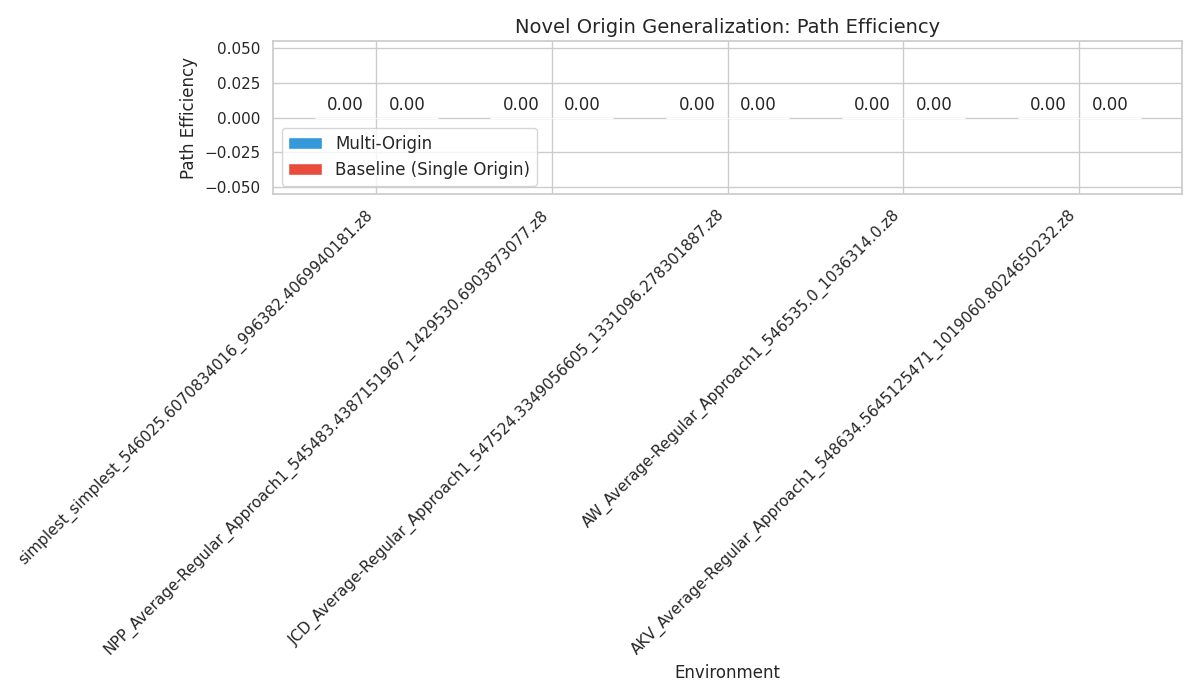 Novel Origin Generalization: Path Efficiency
Path Efficiency
0.050
0.025
0.000
−0.025
−0.050
0.00 0.00 0.00 0.00 0.00 0.00 0.00 0.00 0.00 0.00
Multi-Origin
Baseline (Single Origin)
simplest_simplest_546025.6070834016_996382.4069940181.z8
NPP_Average-Regular_Approach1_545483.4387151967_1429530.6903873077.z8
JCD_Average-Regular_Approach1_547524.3349056605_1331096.278301887.z8
AW_Average-Regular_Approach1_546535.0_1036314.0.z8
AKV_Average-Regular_Approach1_548634.5645125471_1019060.8024650232.z8
Environment